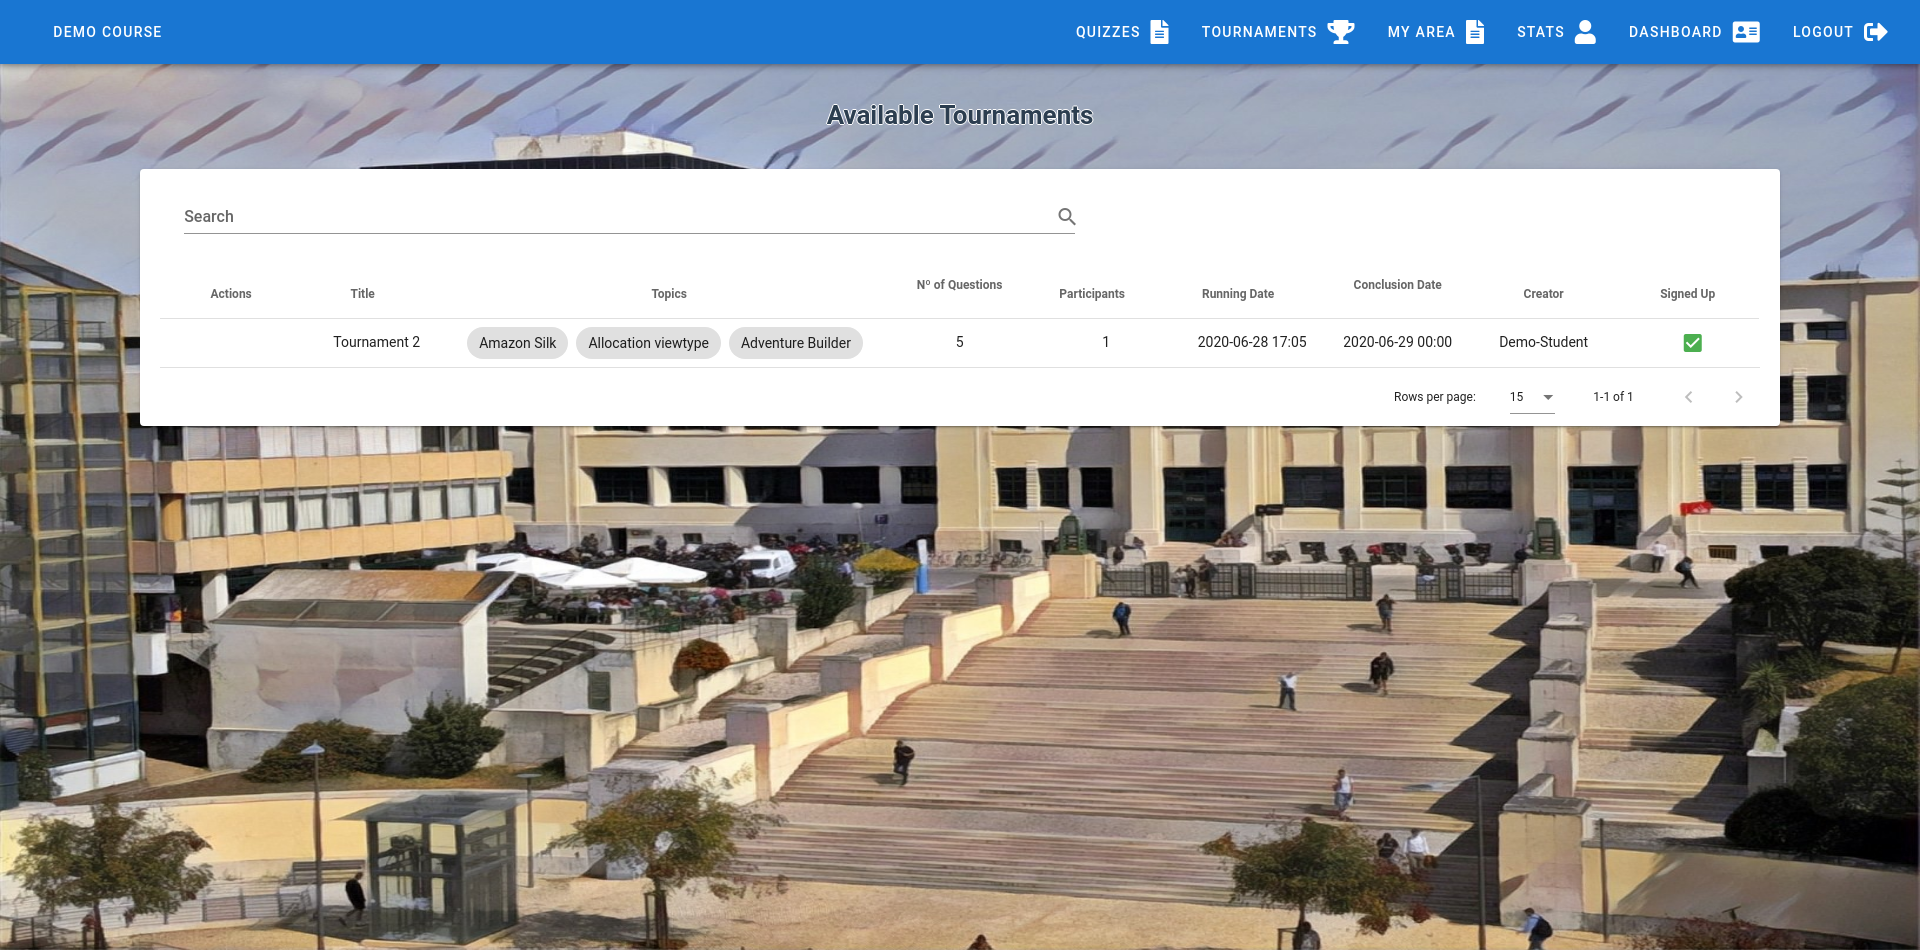 DEMO COURSE QUIZZES TOURNAMENTS MY AREA STATS DASHBOARD LOGOUT
Available Tournaments
Search
Actions Title Topics Nº of Questions Participants Running Date Conclusion Date Creator Signed Up
Tournament 2 Amazon Silk Allocation viewtype Adventure Builder 5 1 2020-06-28 17:05 2020-06-29 00:00 Demo-Student
Rows per page: 15 1-1 of 1